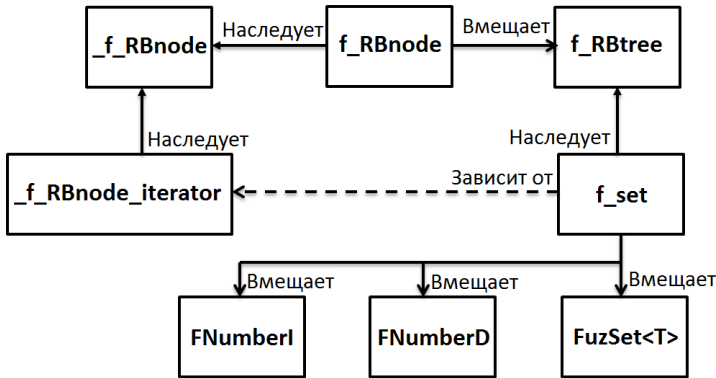 _f_RBnode
Наследует
f_RBnode
Вмещает
f_RBtree
Наследует
Наследует
_f_RBnode_iterator
Зависит от
f_set
Вмещает
Вмещает
Вмещает
FNumberI
FNumberD
FuzSet<T>